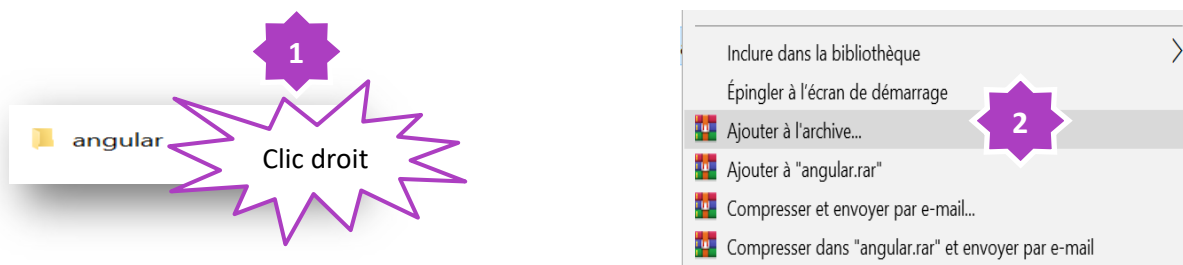 1
angular
Clic droit
Inclure dans la bibliothèque
Épingler à l'écran de démarrage
2
Ajouter à l'archive...
Ajouter à "angular.rar"
Compresser et envoyer par e-mail...
Compresser dans "angular.rar" et envoyer par e-mail